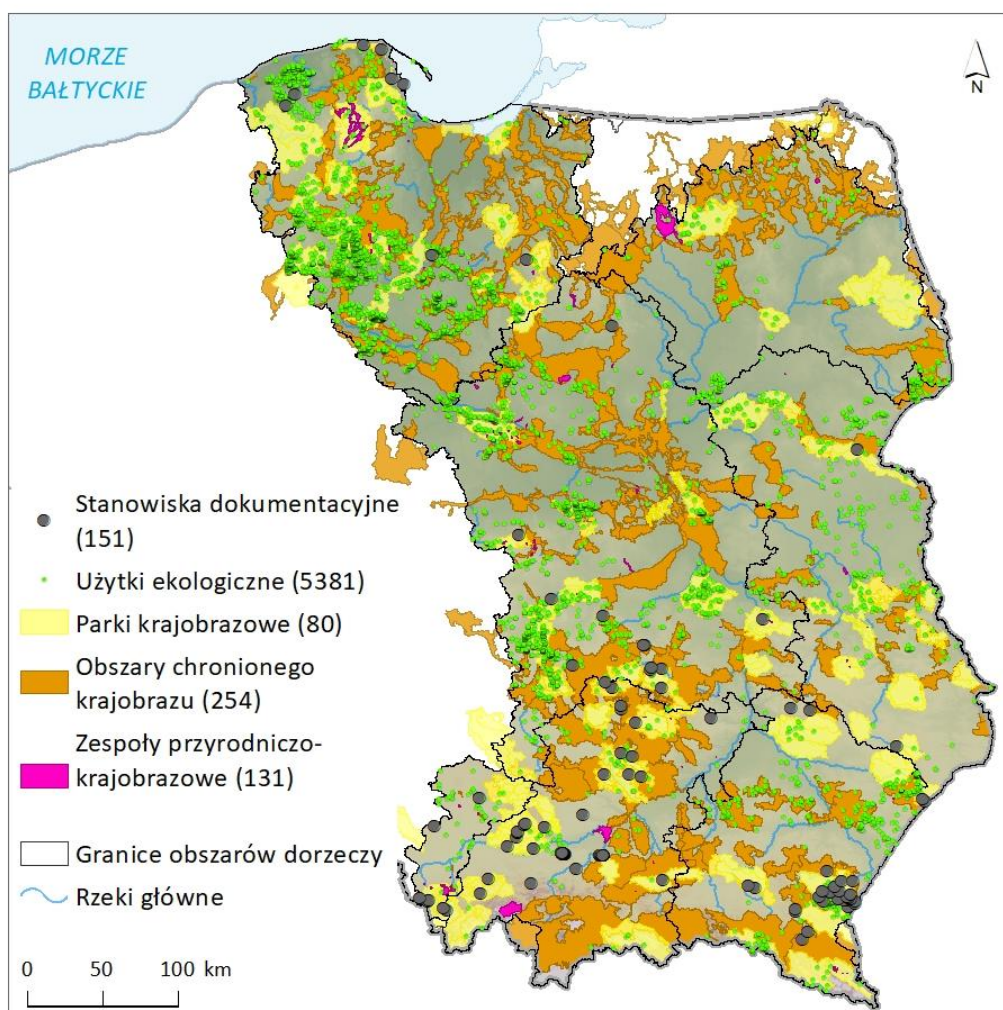 MORZE
BAŁTYCKIE
N
Stanowiska dokumentacyjne
(151)
Użytki ekologiczne (5381)
Parki krajobrazowe (80)
Obszary chronionego
krajobrazu (254)
Zespoły przyrodniczo-
krajobrazowe (131)
Granice obszarów dorzeczy
Rzeki główne
0 50 100 km